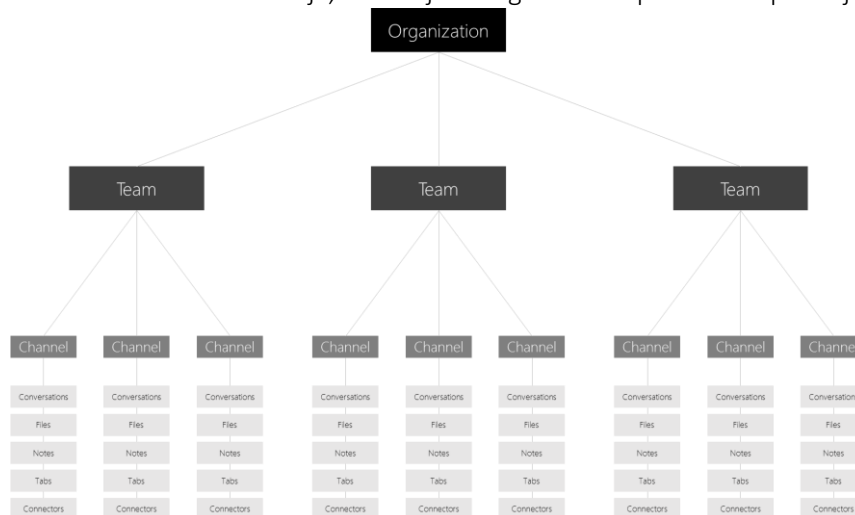 Organization
Team Team Team
Channel Channel Channel Channel Channel Channel Channel Channel Channe
Conversations Conversations Conversations Conversations Conversations Conversations Conversations Conversations Conversation
Files Files Files Files Files Files Files Files Files
Notes Notes Notes Notes Notes Notes Notes Notes Notes
Tabs Tabs Tabs Tabs Tabs Tabs Tabs Tabs Tabs
Connectors Connectors Connectors Connectors Connectors Connectors Connectors Connectors Connectors